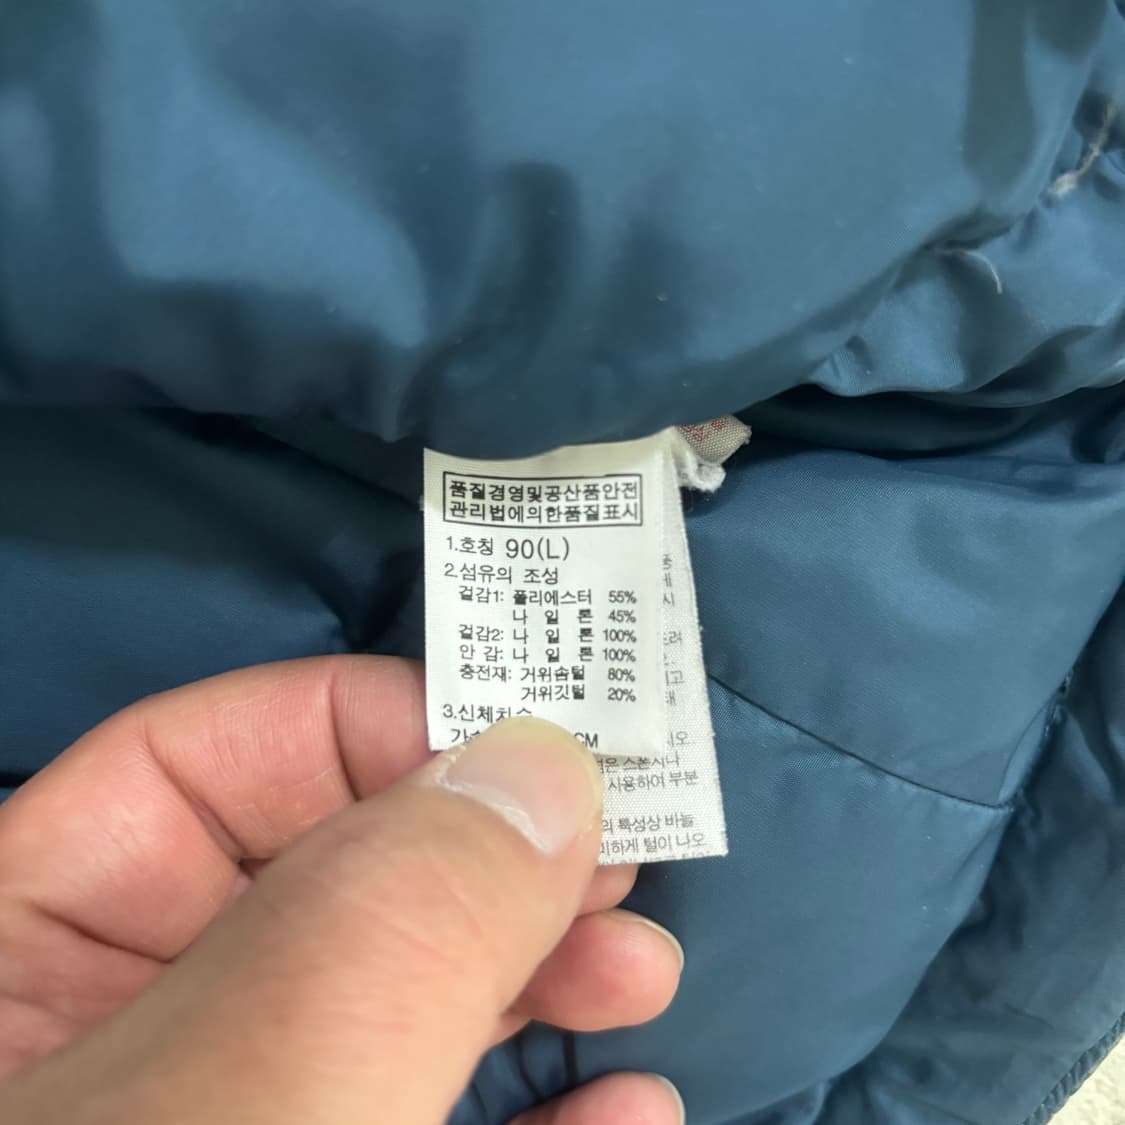 품질경영및공산품안전
관리법에의한품질표시
1.호칭 90(L)
2.섬유의 조성
겉감1: 폴리에스터 55%
나 일 론 45%
겉감2: 나 일 론 100%
안 감: 나 일 론 100%
충전재: 거위솜털 80%
거위깃털 20%
3.신체치수
CM
스폰지나
사용하여 부분
특성상 바늘
털이 나오